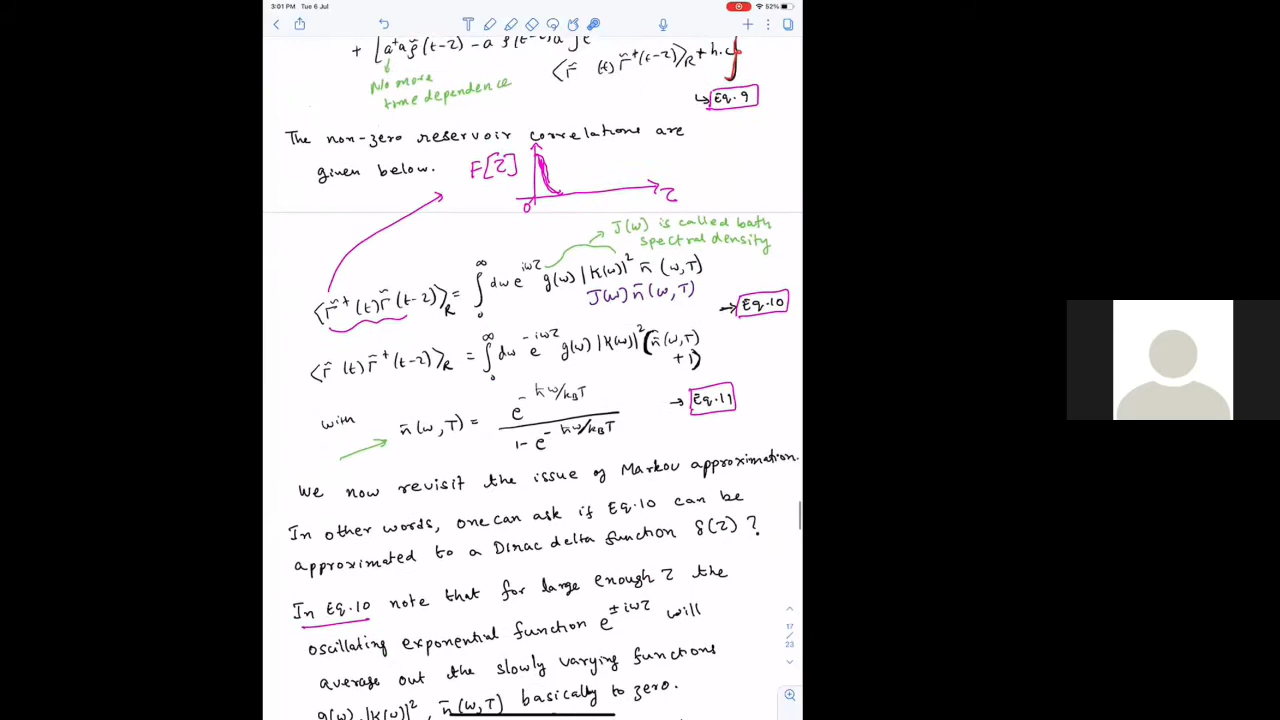 3:01 PM Tue 6 Jul
52%
+ [a⁺a ρ̃(t-τ) - a ρ̃(t-τ)a⁺] e
⟨r̃ (t) r̃⁺(t-τ)⟩_R + h.c
No more
time dependence
↳ Eq. 9
The non-zero reservoir correlations are
given below.
F[τ]
0
τ
J(ω) is called bath
spectral density
⟨r̃⁺(t) r̃(t-τ)⟩_R = ∫₀^∞ dω e^{iωτ} g(ω) |K(ω)|² n̄(ω,T)
J(ω) n̄(ω,T)
→ Eq.10
⟨r̃(t) r̃⁺(t-τ)⟩_R = ∫₀^∞ dω e^{-iωτ} g(ω) |K(ω)|² (n̄(ω,T)
+1)
with n̄(ω,T) = e^{-ħω/k_BT} / 1 - e^{-ħω/k_BT}
→ Eq.11
We now revisit the issue of Markov approximation.
In other words, one can ask if Eq.10 can be
approximated to a Dirac delta function δ(τ)?
In Eq.10 note that for large enough τ the
oscillating exponential function e^{±iωτ} will
average out the slowly varying functions
g(ω), |K(ω)|², n̄(ω,T) basically to zero.
17
/
23